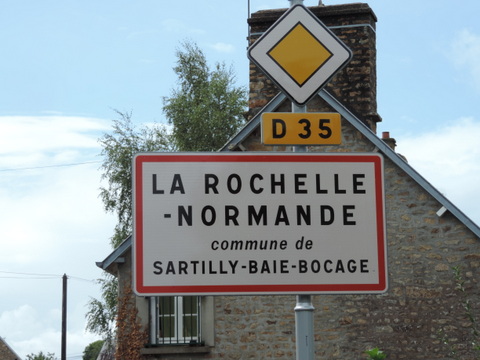 D 35
LA ROCHELLE
-NORMANDE
commune de
SARTILLY-BAIE-BOCAGE